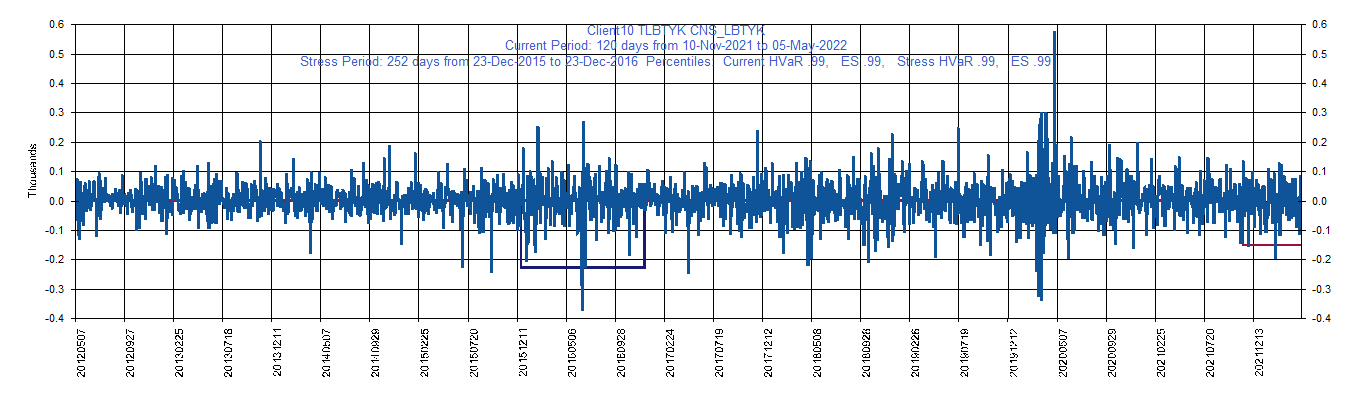 Client10 TLBTYK CNS_LBTYK
Current Period: 120 days from 10-Nov-2021 to 05-May-2022
Stress Period: 252 days from 23-Dec-2015 to 23-Dec-2016 Percentiles: Current HVaR .99, ES .99, Stress HVaR .99, ES .99
0.6 0.6
0.5 0.5
0.4 0.4
0.3 0.3
0.2 0.2
0.1 0.1
0.0 0.0
-0.1 -0.1
-0.2 -0.2
-0.3 -0.3
-0.4 -0.4
Thousands
20120507 20120927 20130225 20130718 20131211 20140507 20140929 20150225 20150720 20151211 20160506 20160928 20170224 20170719 20171212 20180508 20180928 20190226 20190719 20191212 20200507 20200929 20210225 20210720 20211213